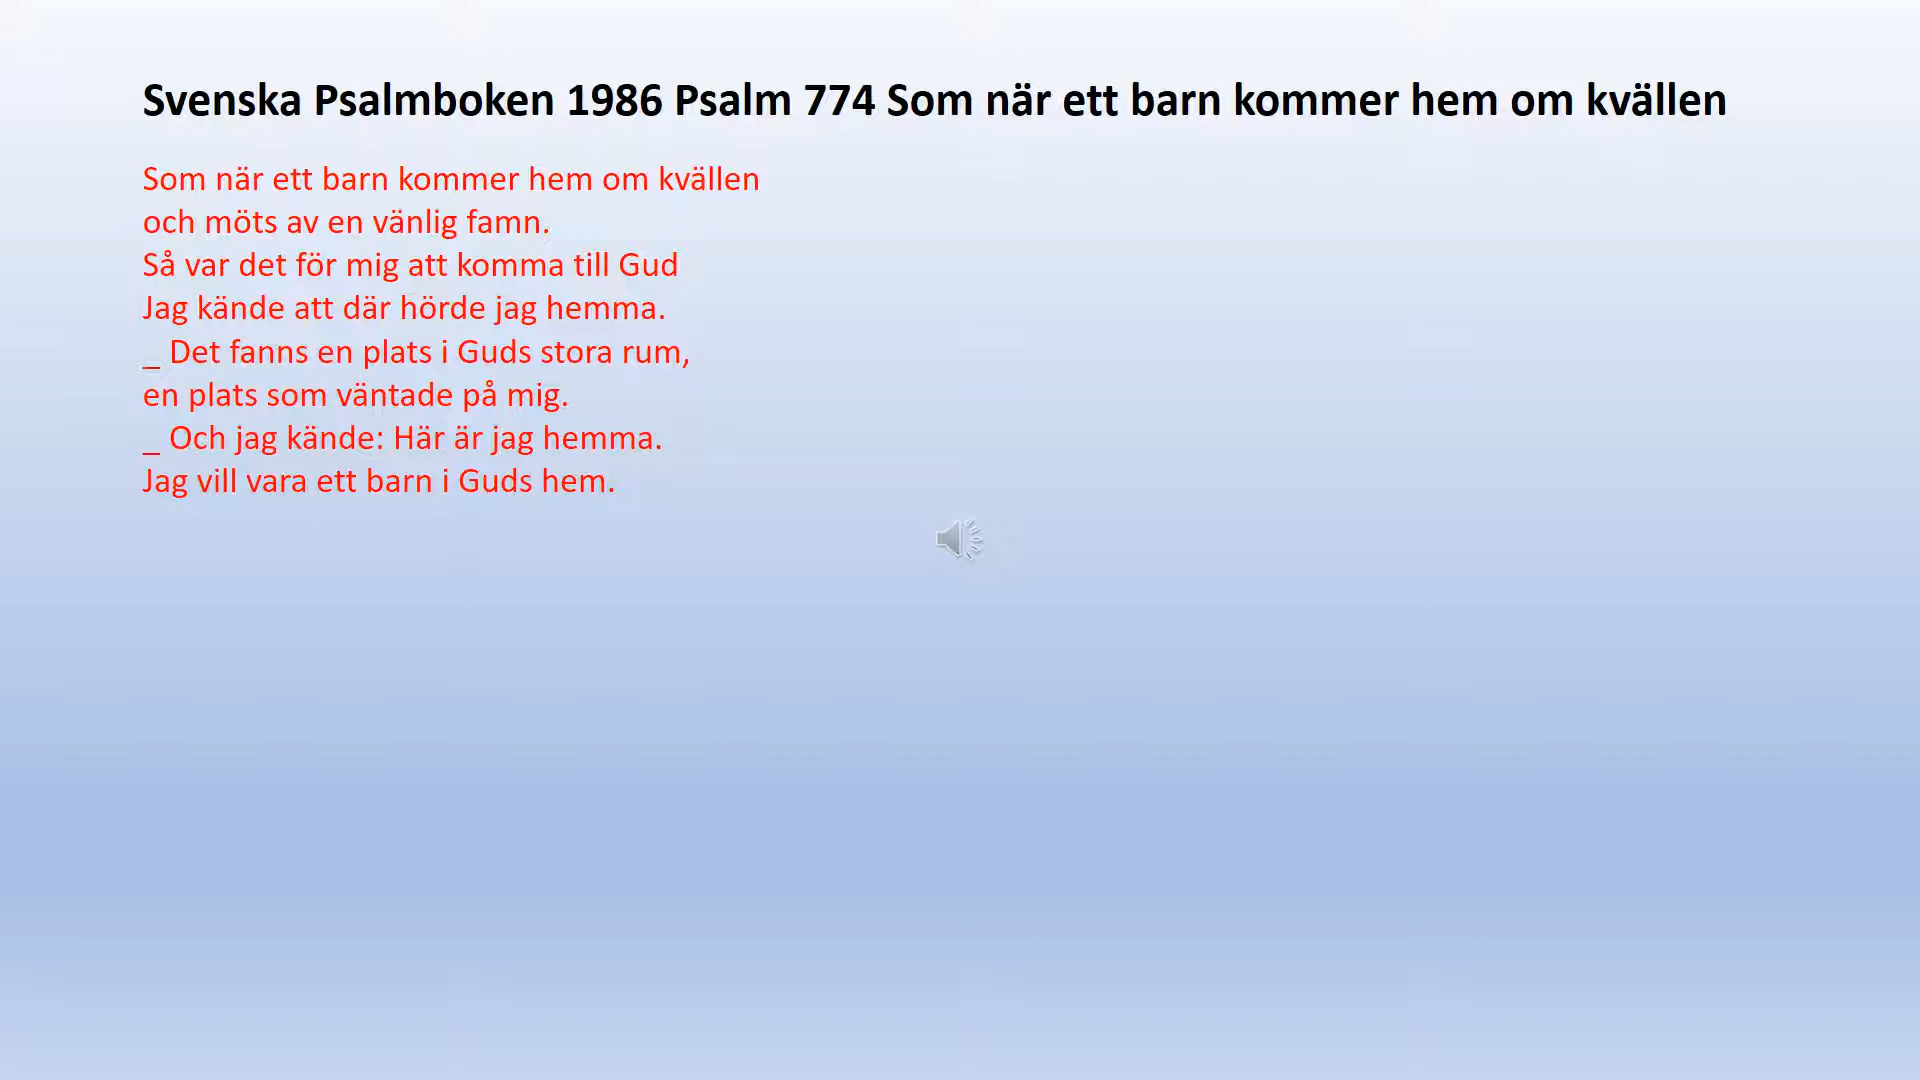 Svenska Psalmboken 1986 Psalm 774 Som när ett barn kommer hem om kvällen
Som när ett barn kommer hem om kvällen
och möts av en vänlig famn.
Så var det för mig att komma till Gud
Jag kände att där hörde jag hemma.
_ Det fanns en plats i Guds stora rum,
en plats som väntade på mig.
_ Och jag kände: Här är jag hemma.
Jag vill vara ett barn i Guds hem.